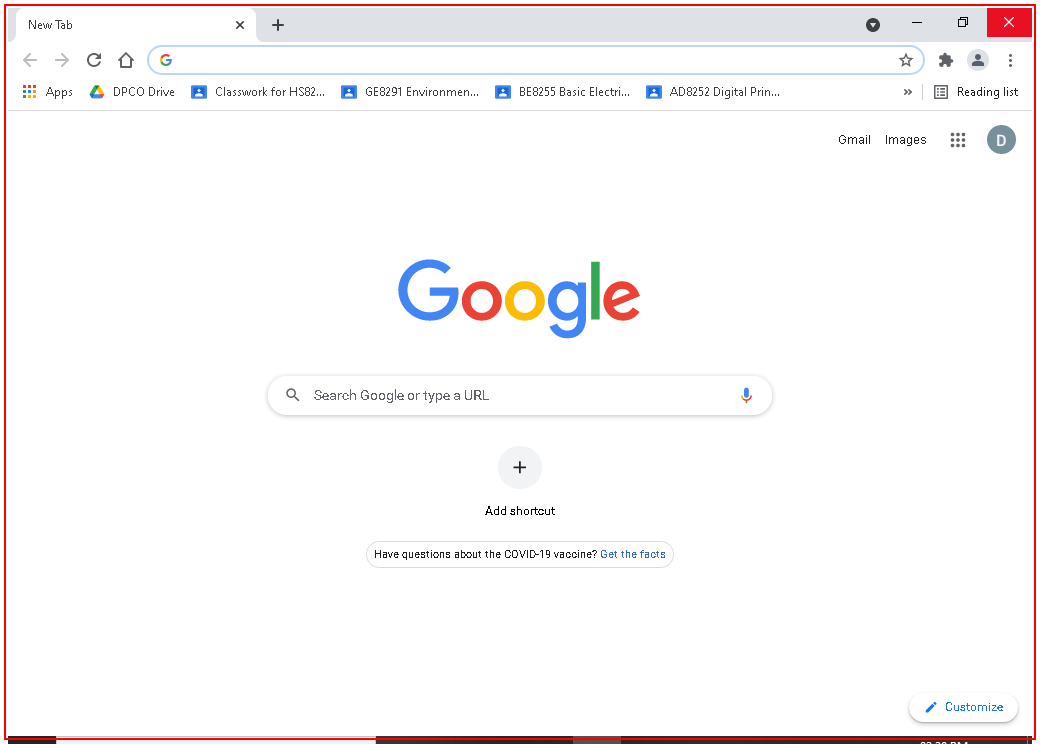 New Tab
Apps DPCO Drive Classwork for HS82... GE8291 Environmen... BE8255 Basic Electri... AD8252 Digital Prin... » Reading list
Gmail Images D
Google
Search Google or type a URL
Add shortcut
Have questions about the COVID-19 vaccine? Get the facts
Customize